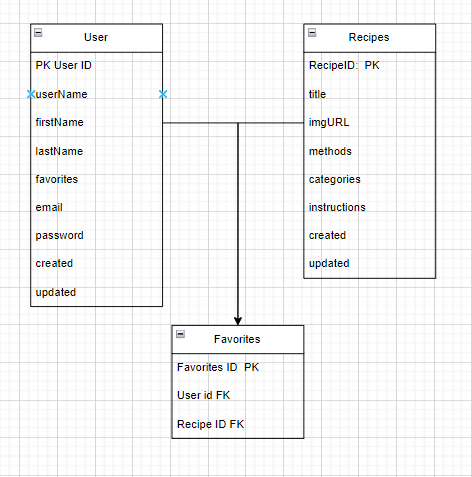 User
PK User ID
userName
firstName
lastName
favorites
email
password
created
updated
Recipes
RecipeID:  PK
title
imgURL
methods
categories
instructions
created
updated
Favorites
Favorites ID  PK
User id FK
Recipe ID FK